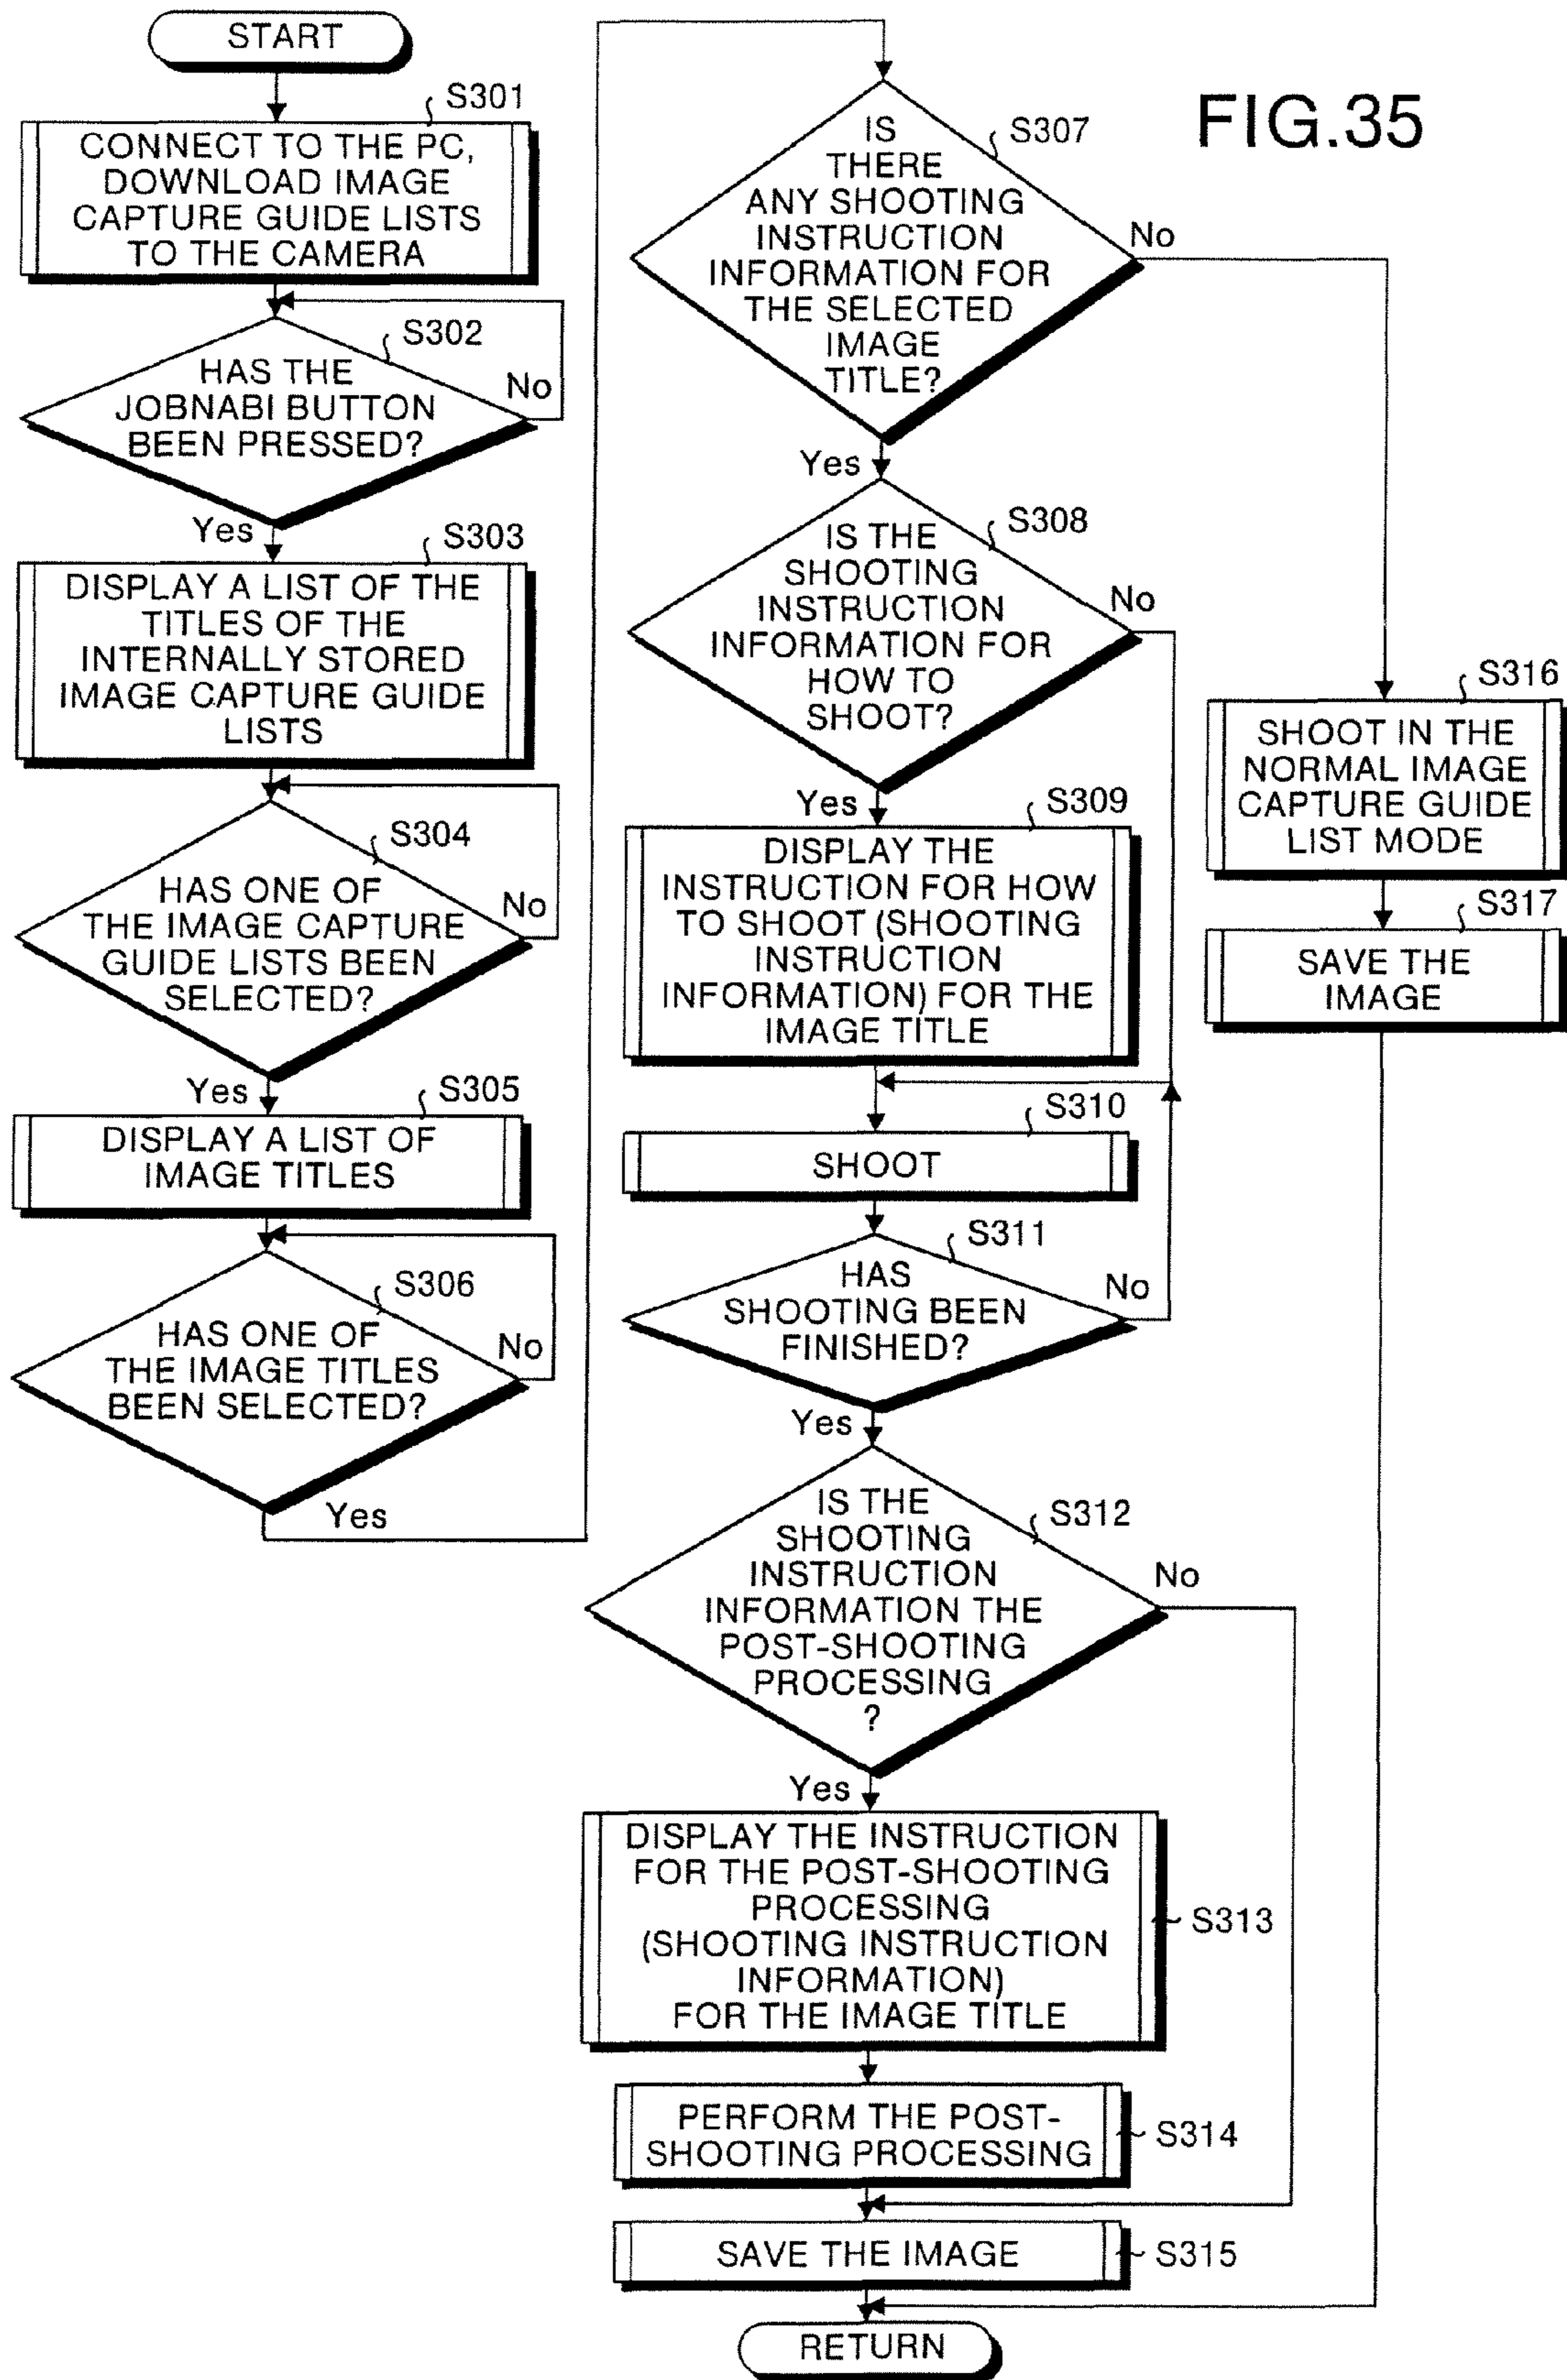 START
S301
CONNECT TO THE PC,
DOWNLOAD IMAGE
CAPTURE GUIDE LISTS
TO THE CAMERA
S302
HAS THE
JOBNABI BUTTON
BEEN PRESSED?
No
Yes
S303
DISPLAY A LIST OF THE
TITLES OF THE
INTERNALLY STORED
IMAGE CAPTURE GUIDE
LISTS
S304
HAS ONE OF
THE IMAGE CAPTURE
GUIDE LISTS BEEN
SELECTED?
No
Yes
S305
DISPLAY A LIST OF
IMAGE TITLES
S306
HAS ONE OF
THE IMAGE TITLES
BEEN SELECTED?
No
Yes
FIG.35
S307
IS
THERE
ANY SHOOTING
INSTRUCTION
INFORMATION FOR
THE SELECTED
IMAGE
TITLE?
No
Yes
S308
IS THE
SHOOTING
INSTRUCTION
INFORMATION FOR
HOW TO
SHOOT?
No
Yes
S309
DISPLAY THE
INSTRUCTION FOR HOW
TO SHOOT (SHOOTING
INSTRUCTION
INFORMATION) FOR THE
IMAGE TITLE
S310
SHOOT
S311
HAS
SHOOTING BEEN
FINISHED?
No
Yes
S312
IS THE
SHOOTING
INSTRUCTION
INFORMATION THE
POST-SHOOTING
PROCESSING
?
No
Yes
DISPLAY THE INSTRUCTION
FOR THE POST-SHOOTING
PROCESSING
(SHOOTING INSTRUCTION
INFORMATION)
FOR THE IMAGE TITLE
S313
PERFORM THE POST-
SHOOTING PROCESSING
S314
SAVE THE IMAGE
S315
RETURN
S316
SHOOT IN THE
NORMAL IMAGE
CAPTURE GUIDE
LIST MODE
S317
SAVE THE
IMAGE